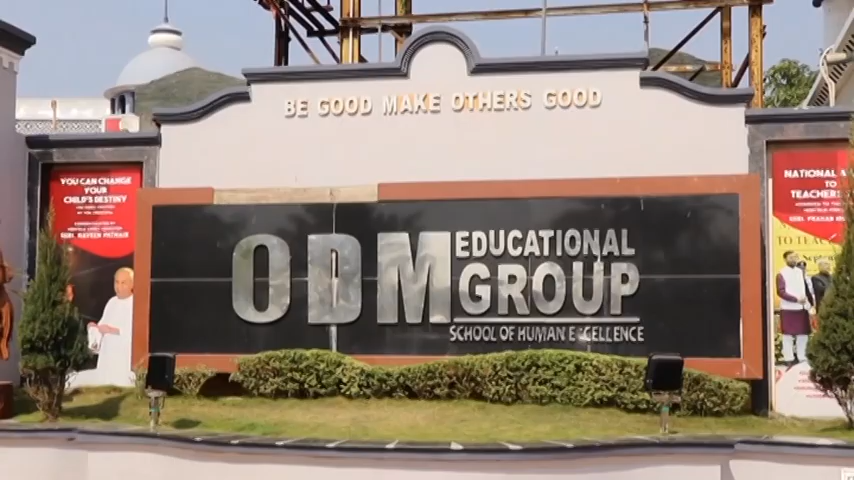 BE GOOD MAKE OTHERS GOOD
YOU CAN CHANGE
YOUR
CHILD'S DESTINY
ODM
EDUCATIONAL
GROUP
SCHOOL OF HUMAN EXCELLENCE
NATIONAL
TO
TEACHERS